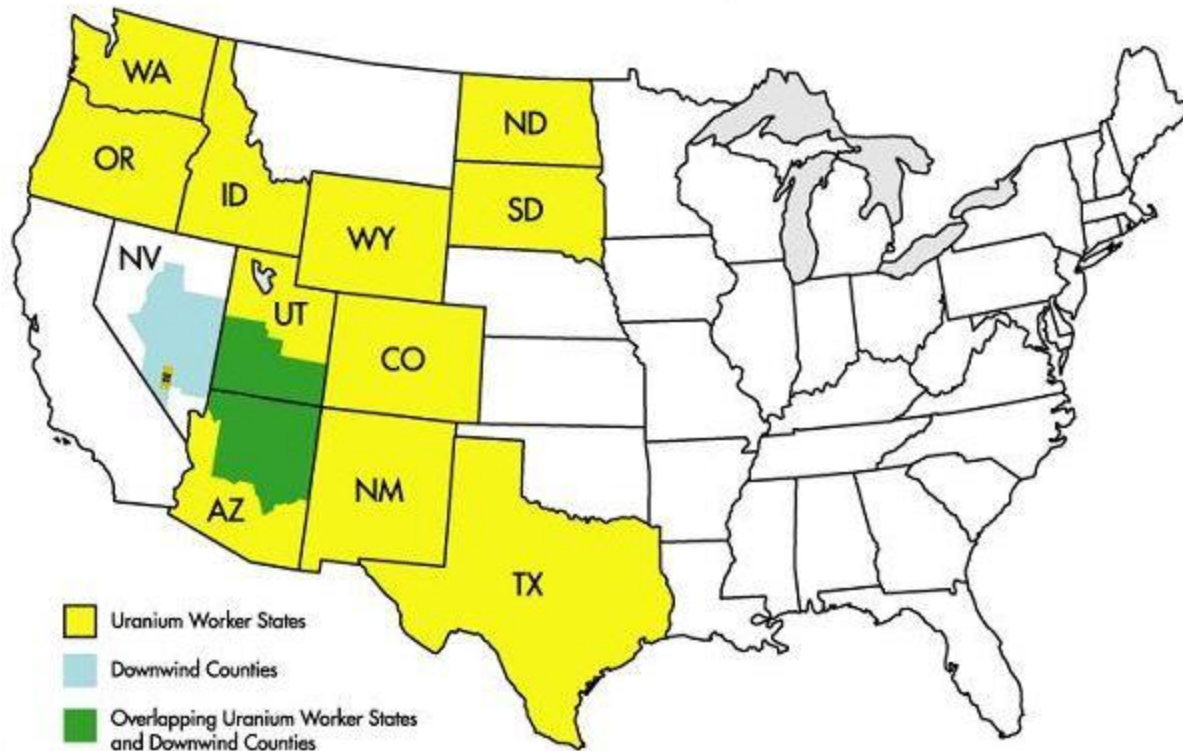 WA
ND
OR
ID
SD
WY
NV
UT
CO
NM
AZ
TX
Uranium Worker States
Downwind Counties
Overlapping Uranium Worker States
and Downwind Counties